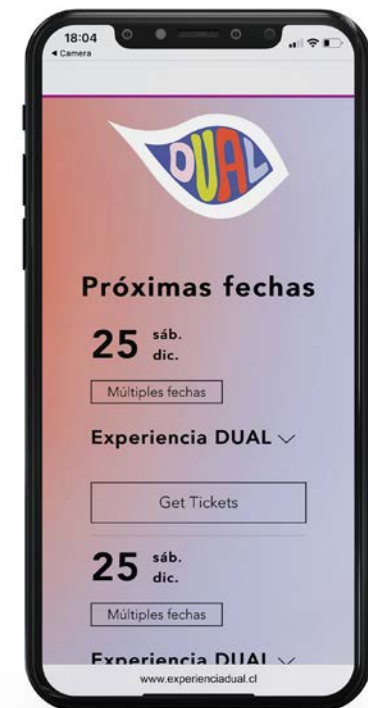 18:04
Camera
DUAL
Próximas fechas
25 sáb.
dic.
Múltiples fechas
Experiencia DUAL
Get Tickets
25 sáb.
dic.
Múltiples fechas
Experiencia DUAL
www.experienciadual.cl